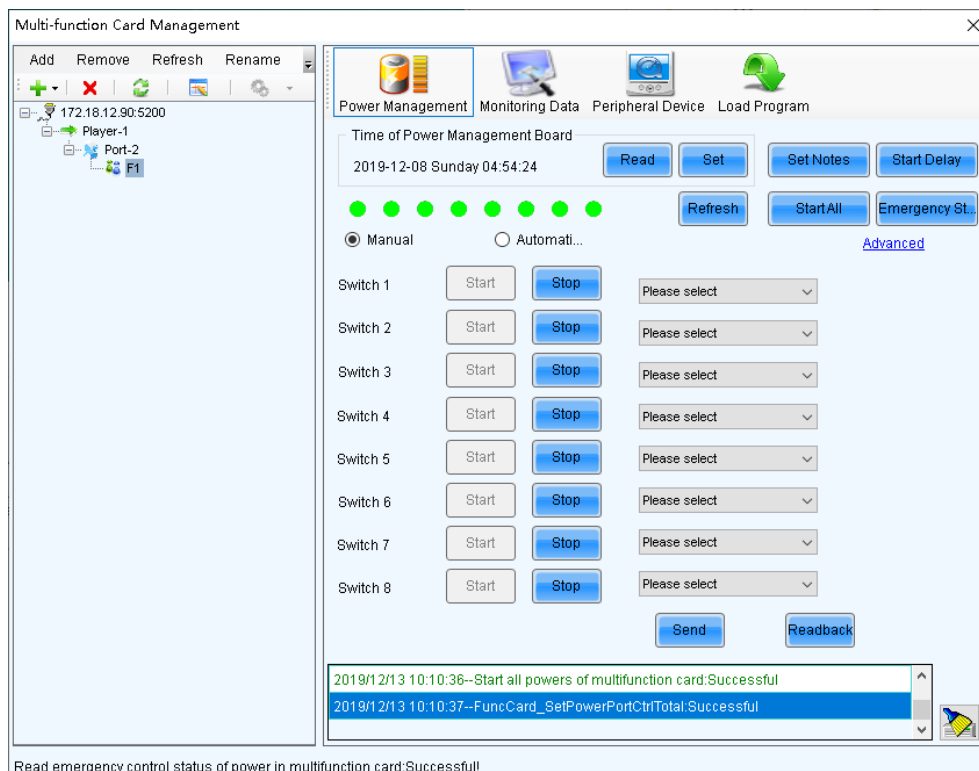 Multi-function Card Management
Add Remove Refresh Rename
172.18.12.90:5200
Player-1
Port-2
F1
Power Management Monitoring Data Peripheral Device Load Program
Time of Power Management Board
2019-12-08 Sunday 04:54:24
Read Set Set Notes Start Delay
Refresh StartAll Emergency St...
Manual Automati... Advanced
Switch 1 Start Stop Please select
Switch 2 Start Stop Please select
Switch 3 Start Stop Please select
Switch 4 Start Stop Please select
Switch 5 Start Stop Please select
Switch 6 Start Stop Please select
Switch 7 Start Stop Please select
Switch 8 Start Stop Please select
Send Readback
2019/12/13 10:10:36--Start all powers of multifunction card:Successful
2019/12/13 10:10:37--FuncCard_SetPowerPortCtrlTotal:Successful
Read emergency control status of power in multifunction card:Successful!